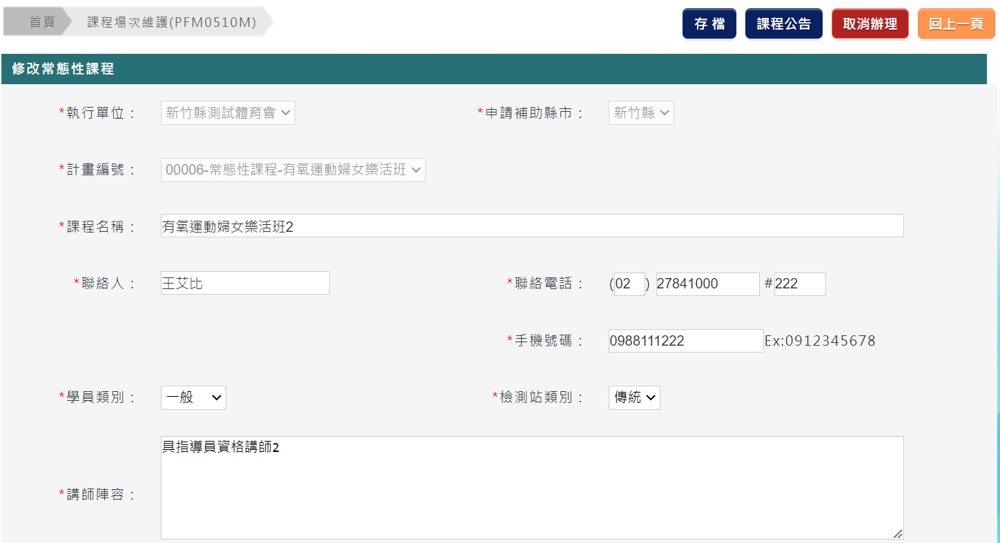 首頁 課程場次維護(PFM0510M) 存 檔 課程公告 取消辦理 回上一頁
修改常態性課程
*執行單位： 新竹縣測試體育會 *申請補助縣市： 新竹縣
*計畫編號： 00006-常態性課程-有氧運動婦女樂活班
*課程名稱： 有氧運動婦女樂活班2
*聯絡人： 王艾比 *聯絡電話： (02) 27841000 #222
*手機號碼： 0988111222 Ex:0912345678
*學員類別： 一般 *檢測站類別： 傳統
具指導員資格講師2
*講師陣容：